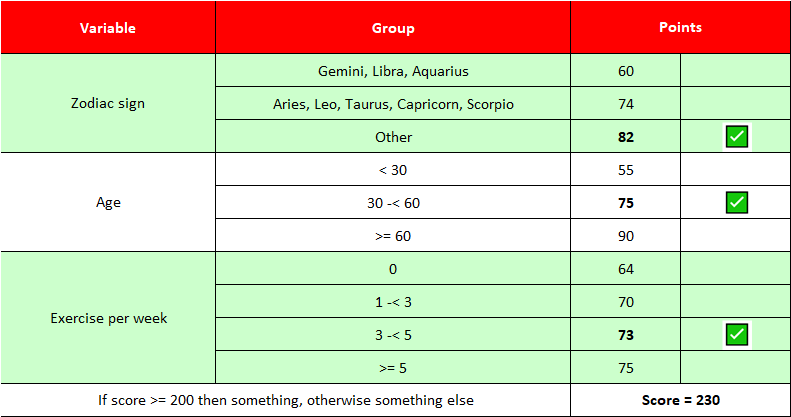 Variable Group Points
Zodiac sign
Gemini, Libra, Aquarius 60
Aries, Leo, Taurus, Capricorn, Scorpio 74
Other 82
Age
< 30 55
30 -< 60 75
>= 60 90
Exercise per week
0 64
1 -< 3 70
3 -< 5 73
>= 5 75
If score >= 200 then something, otherwise something else Score = 230